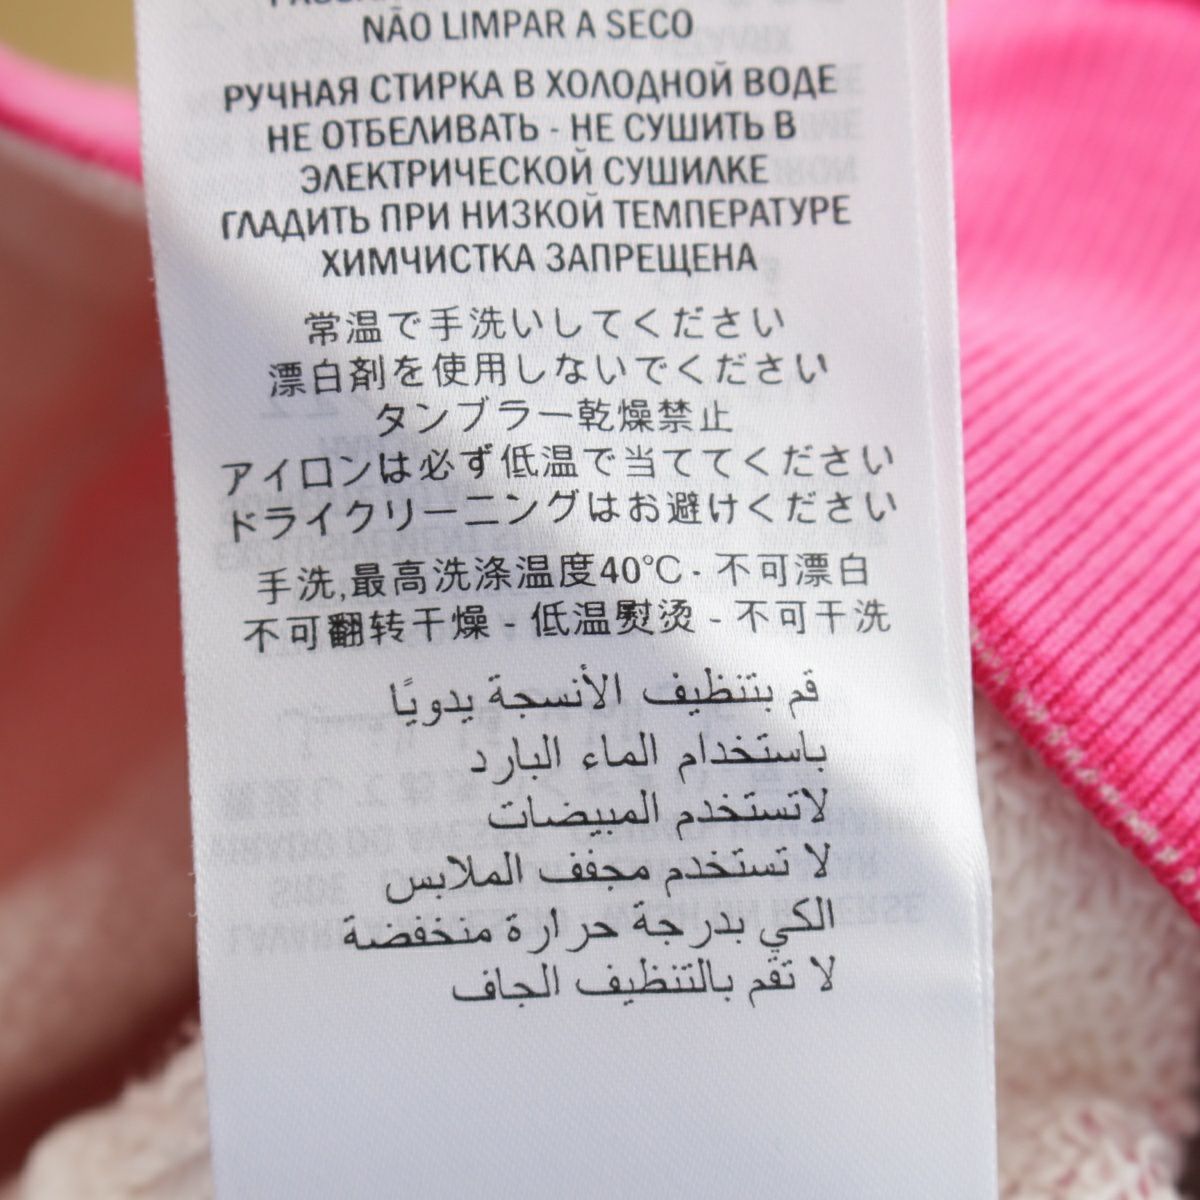 NÃO LIMPAR A SECO
РУЧНАЯ СТИРКА В ХОЛОДНОЙ ВОДЕ
НЕ ОТБЕЛИВАТЬ - НЕ СУШИТЬ В
ЭЛЕКТРИЧЕСКОЙ СУШИЛКЕ
ГЛАДИТЬ ПРИ НИЗКОЙ ТЕМПЕРАТУРЕ
ХИМЧИСТКА ЗАПРЕЩЕНА
常温で手洗いしてください
漂白剤を使用しないでください
タンブラー乾燥禁止
アイロンは必ず低温で当ててください
ドライクリーニングはお避けください
手洗,最高洗涤温度40℃ - 不可漂白
不可翻转干燥 - 低温熨烫 - 不可干洗
قم بتنظيف الأنسجة يدويًا
باستخدام الماء البارد
لاتستخدم المبيضات
لا تستخدم مجفف الملابس
الكي بدرجة حرارة منخفضة
لا تقم بالتنظيف الجاف